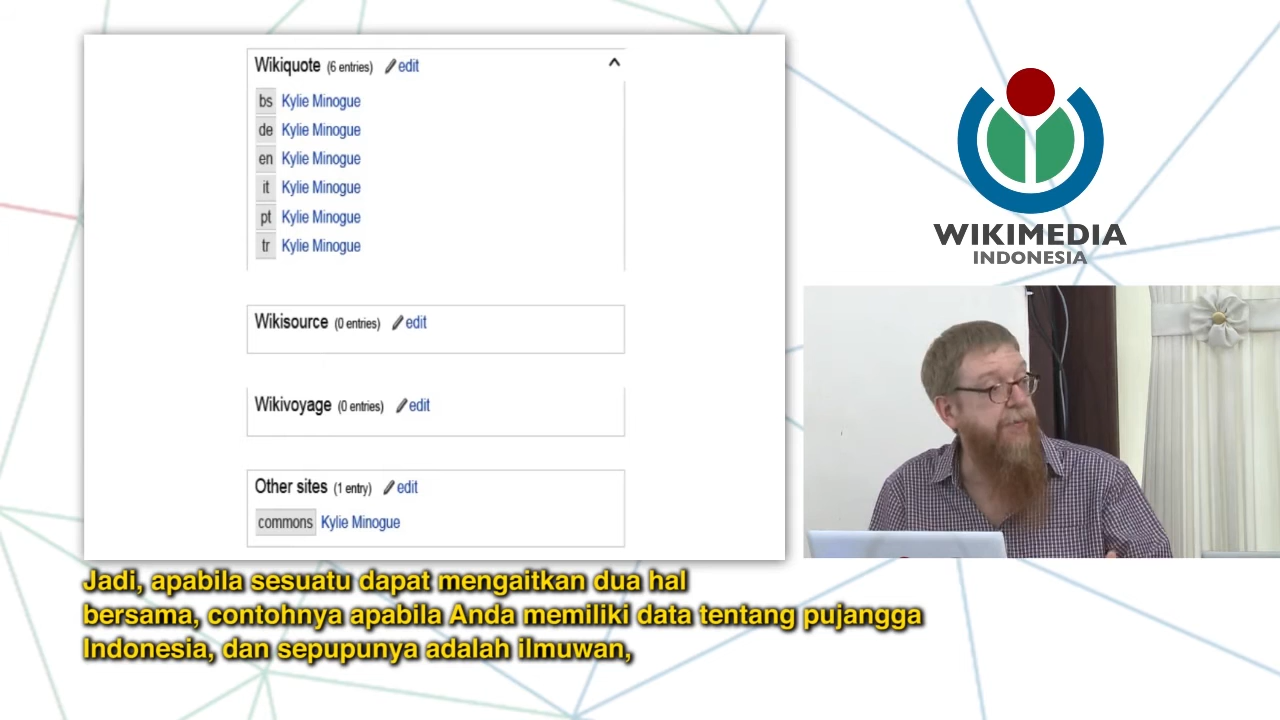 Wikiquote (6 entries) edit
bs Kylie Minogue
de Kylie Minogue
en Kylie Minogue
it Kylie Minogue
pt Kylie Minogue
tr Kylie Minogue
Wikisource (0 entries) edit
Wikivoyage (0 entries) edit
Other sites (1 entry) edit
commons Kylie Minogue
WIKIMEDIA
INDONESIA
Jadi, apabila sesuatu dapat mengaitkan dua hal
bersama, contohnya apabila Anda memiliki data tentang pujangga
Indonesia, dan sepupunya adalah ilmuwan,